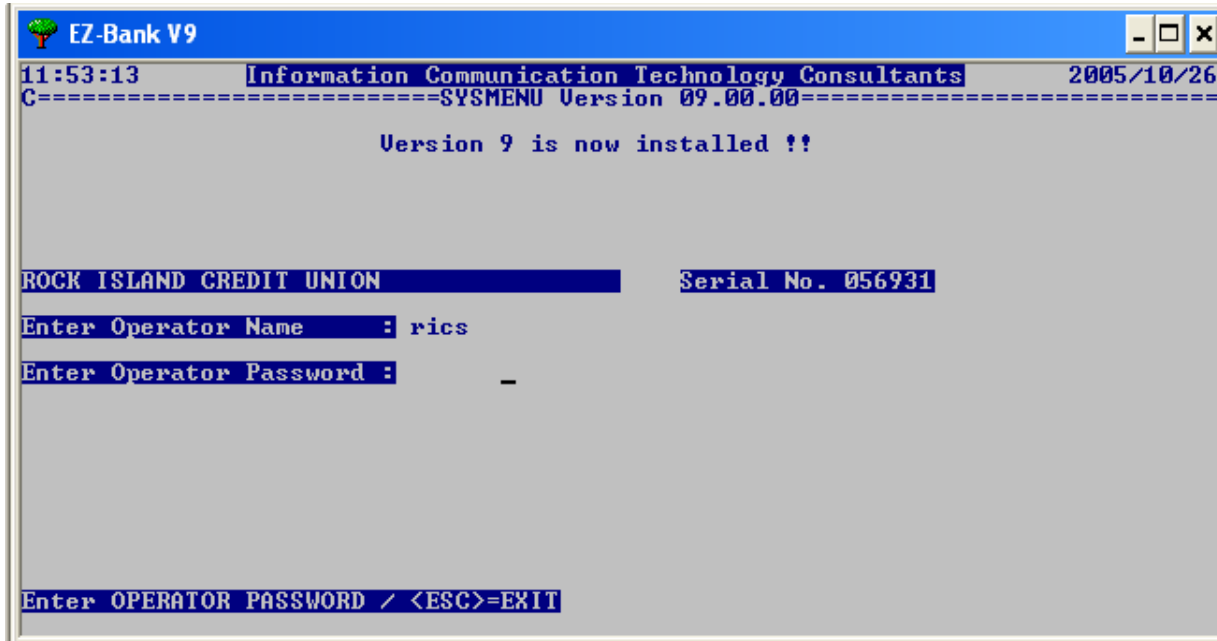 EZ-Bank V9
11:53:13 Information Communication Technology Consultants 2005/10/26
C===========================SYSMENU Version 09.00.00============================
Version 9 is now installed !!
ROCK ISLAND CREDIT UNION Serial No. 056931
Enter Operator Name : rics
Enter Operator Password : _
Enter OPERATOR PASSWORD / <ESC>=EXIT